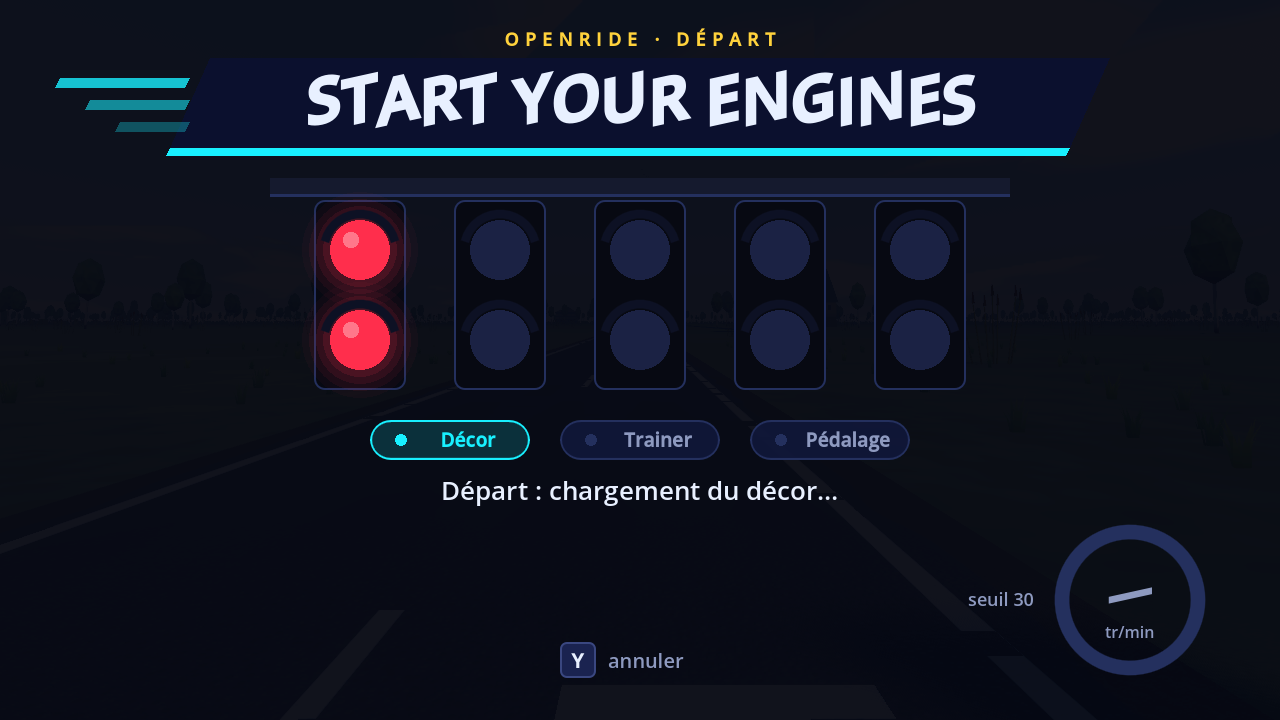 OPENRIDE · DÉPART
START YOUR ENGINES
Décor
Trainer
Pédalage
Départ : chargement du décor...
seuil 30
—
tr/min
Y annuler